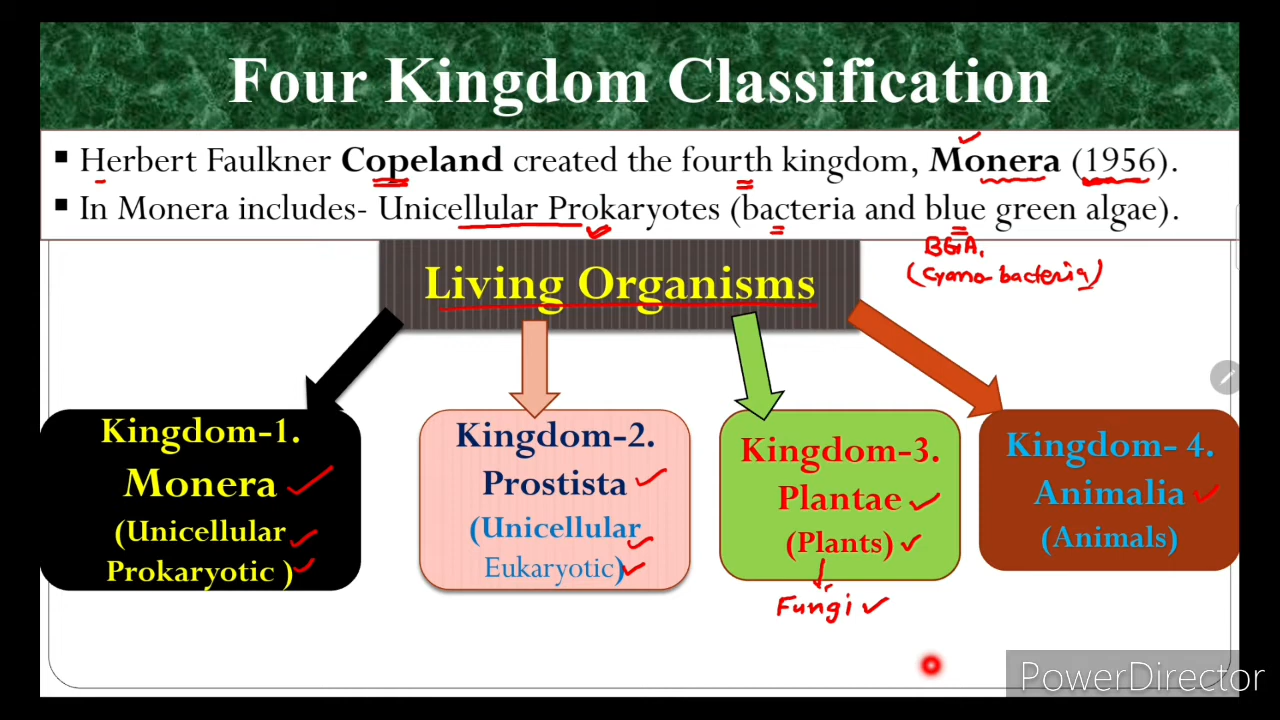 Four Kingdom Classification
▪ Herbert Faulkner Copeland created the fourth kingdom, Monera (1956).
▪ In Monera includes- Unicellular Prokaryotes (bacteria and blue green algae).
BGA.
(Cyano-bacteria)
Living Organisms
Kingdom-1.
Monera
(Unicellular
Prokaryotic )
Kingdom-2.
Prostista
(Unicellular
Eukaryotic)
Kingdom-3.
Plantae
(Plants)
Fungi
Kingdom- 4.
Animalia
(Animals)
PowerDirector